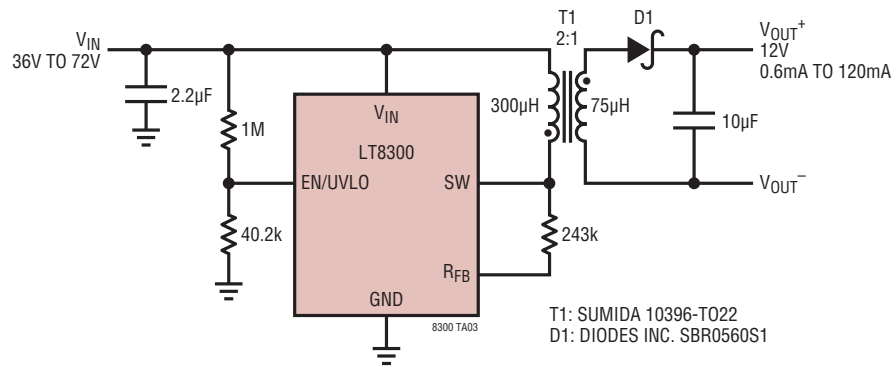 V_IN
36V TO 72V
2.2µF
1M
40.2k
V_IN
LT8300
EN/UVLO
SW
R_FB
GND
8300 TA03
T1
2:1
300µH
75µH
D1
243k
10µF
V_OUT⁺
12V
0.6mA TO 120mA
V_OUT⁻
T1: SUMIDA 10396-TO22
D1: DIODES INC. SBR0560S1